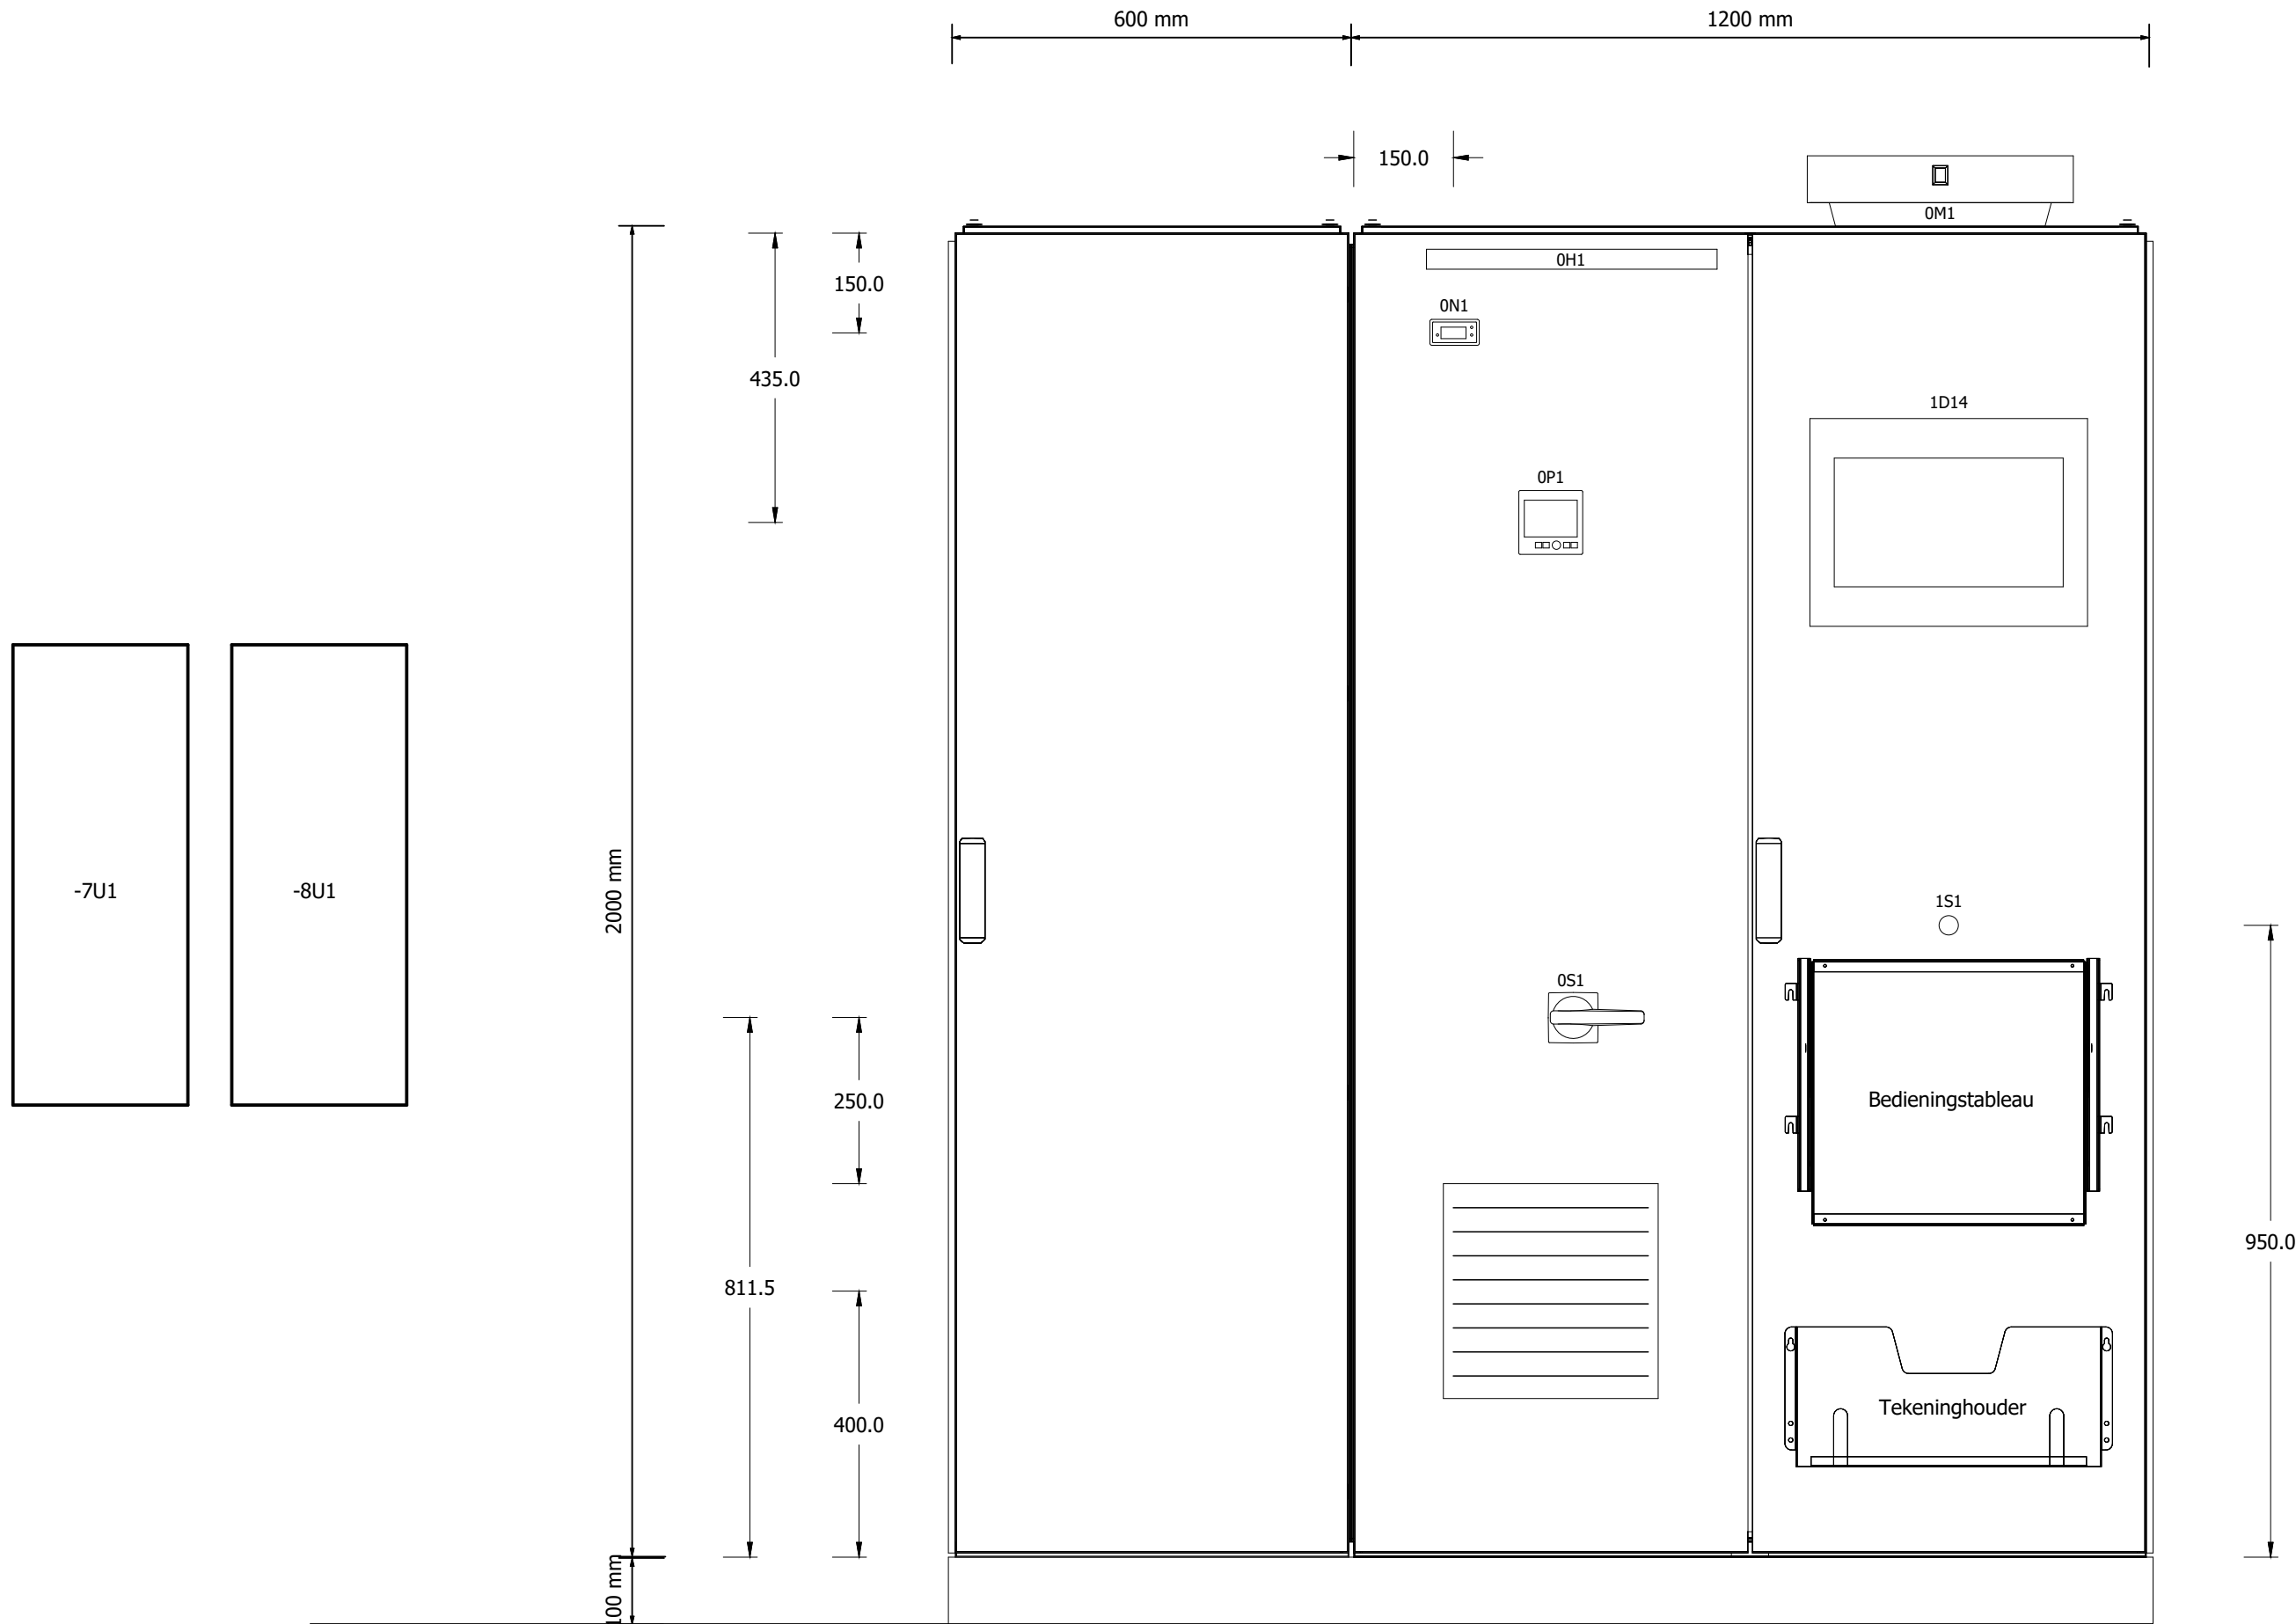 600 mm
1200 mm
150.0
0M1
0H1
150.0
0N1
435.0
1D14
0P1
2000 mm
-7U1
-8U1
1S1
0S1
250.0
Bedieningstableau
950.0
811.5
Tekeninghouder
400.0
100 mm